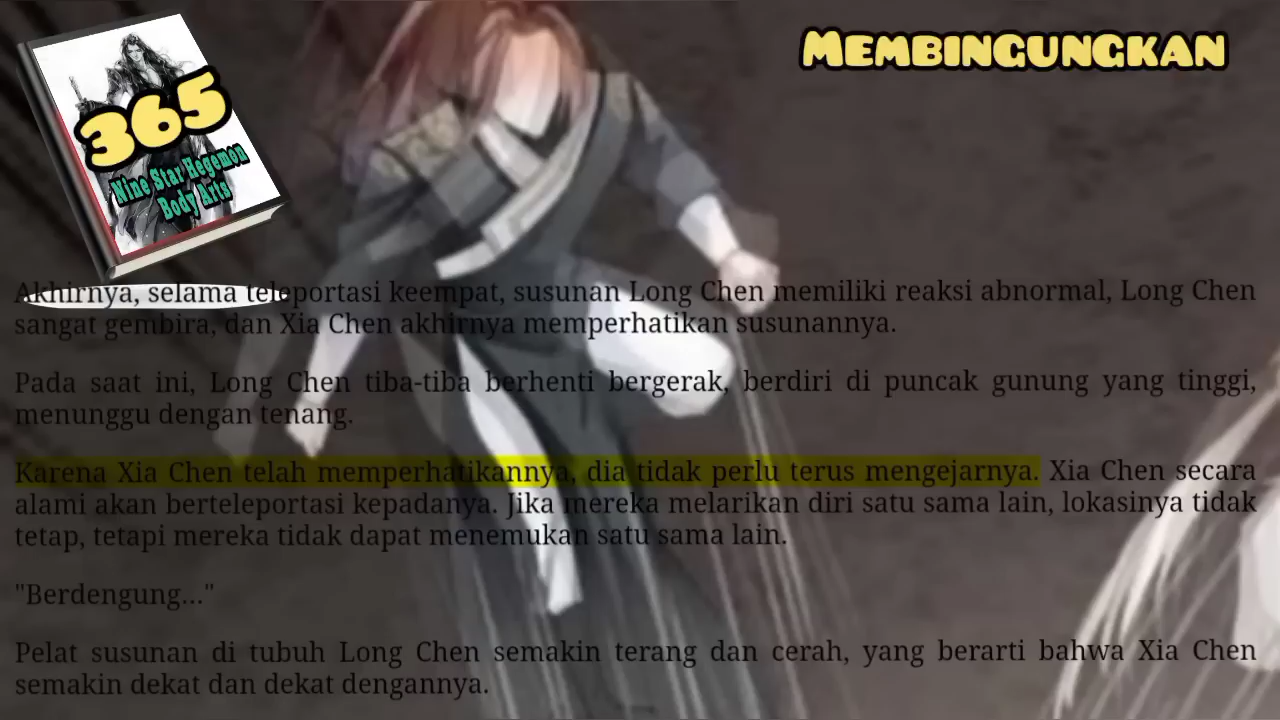 MEMBINGUNGKAN
365
Nine Star Hegemon
Body Arts
Akhirnya, selama teleportasi keempat, susunan Long Chen memiliki reaksi abnormal, Long Chen
sangat gembira, dan Xia Chen akhirnya memperhatikan susunannya.
Pada saat ini, Long Chen tiba-tiba berhenti bergerak, berdiri di puncak gunung yang tinggi,
menunggu dengan tenang.
Karena Xia Chen telah memperhatikannya, dia tidak perlu terus mengejarnya. Xia Chen secara
alami akan berteleportasi kepadanya. Jika mereka melarikan diri satu sama lain, lokasinya tidak
tetap, tetapi mereka tidak dapat menemukan satu sama lain.
"Berdengung..."
Pelat susunan di tubuh Long Chen semakin terang dan cerah, yang berarti bahwa Xia Chen
semakin dekat dan dekat dengannya.